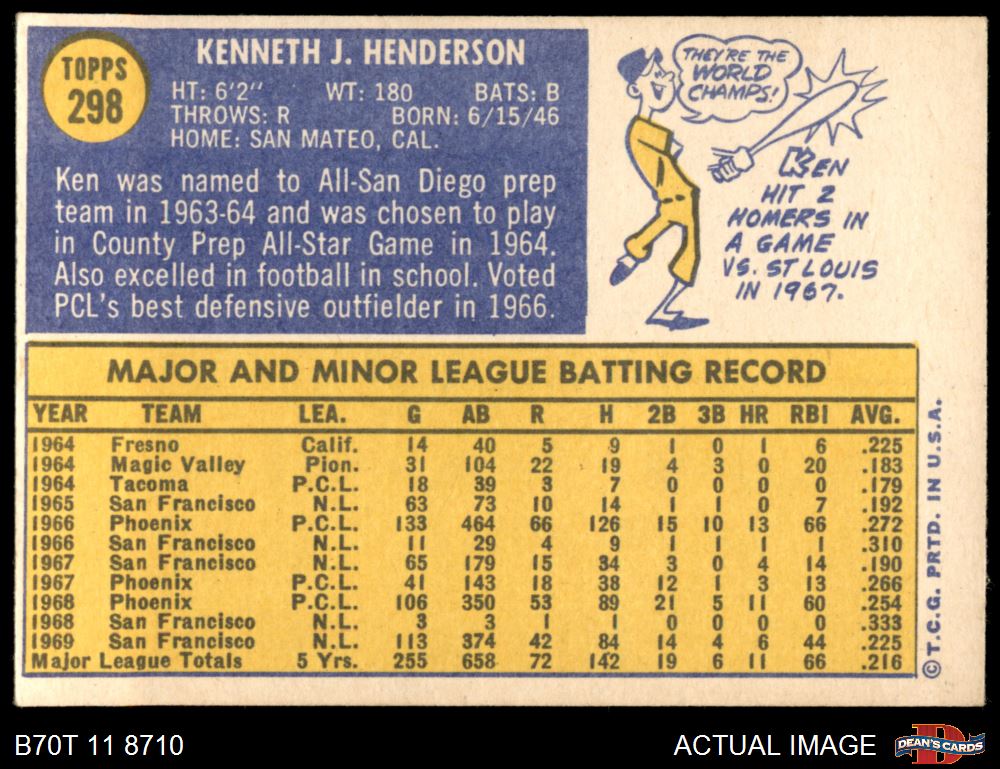 TOPPS
298
KENNETH J. HENDERSON
HT: 6'2" WT: 180 BATS: B
THROWS: R BORN: 6/15/46
HOME: SAN MATEO, CAL.
Ken was named to All-San Diego prep
team in 1963-64 and was chosen to play
in County Prep All-Star Game in 1964.
Also excelled in football in school. Voted
PCL's best defensive outfielder in 1966.
THEY'RE THE
WORLD
CHAMPS!
KEN
HIT 2
HOMERS IN
A GAME
VS. ST LOUIS
IN 1967.
MAJOR AND MINOR LEAGUE BATTING RECORD
YEAR TEAM LEA. G AB R H 2B 3B HR RBI AVG.
1964 Fresno Calif. 14 40 5 9 1 0 1 6 .225
1964 Magic Valley Pion. 31 104 22 19 4 3 0 20 .183
1964 Tacoma P.C.L. 18 39 3 7 0 0 0 0 .179
1965 San Francisco N.L. 63 73 10 14 1 1 0 7 .192
1966 Phoenix P.C.L. 133 464 66 126 15 10 13 66 .272
1966 San Francisco N.L. 11 29 4 9 1 1 1 1 .310
1967 San Francisco N.L. 65 179 15 34 3 0 4 14 .190
1967 Phoenix P.C.L. 41 143 18 38 12 1 3 13 .266
1968 Phoenix P.C.L. 106 350 53 89 21 5 11 60 .254
1968 San Francisco N.L. 3 3 1 1 0 0 0 0 .333
1969 San Francisco N.L. 113 374 42 84 14 4 6 44 .225
Major League Totals 5 Yrs. 255 658 72 142 19 6 11 66 .216
© T.C.G. PRTD. IN U.S.A.
B70T 11 8710
ACTUAL IMAGE
D
DEAN'S CARDS